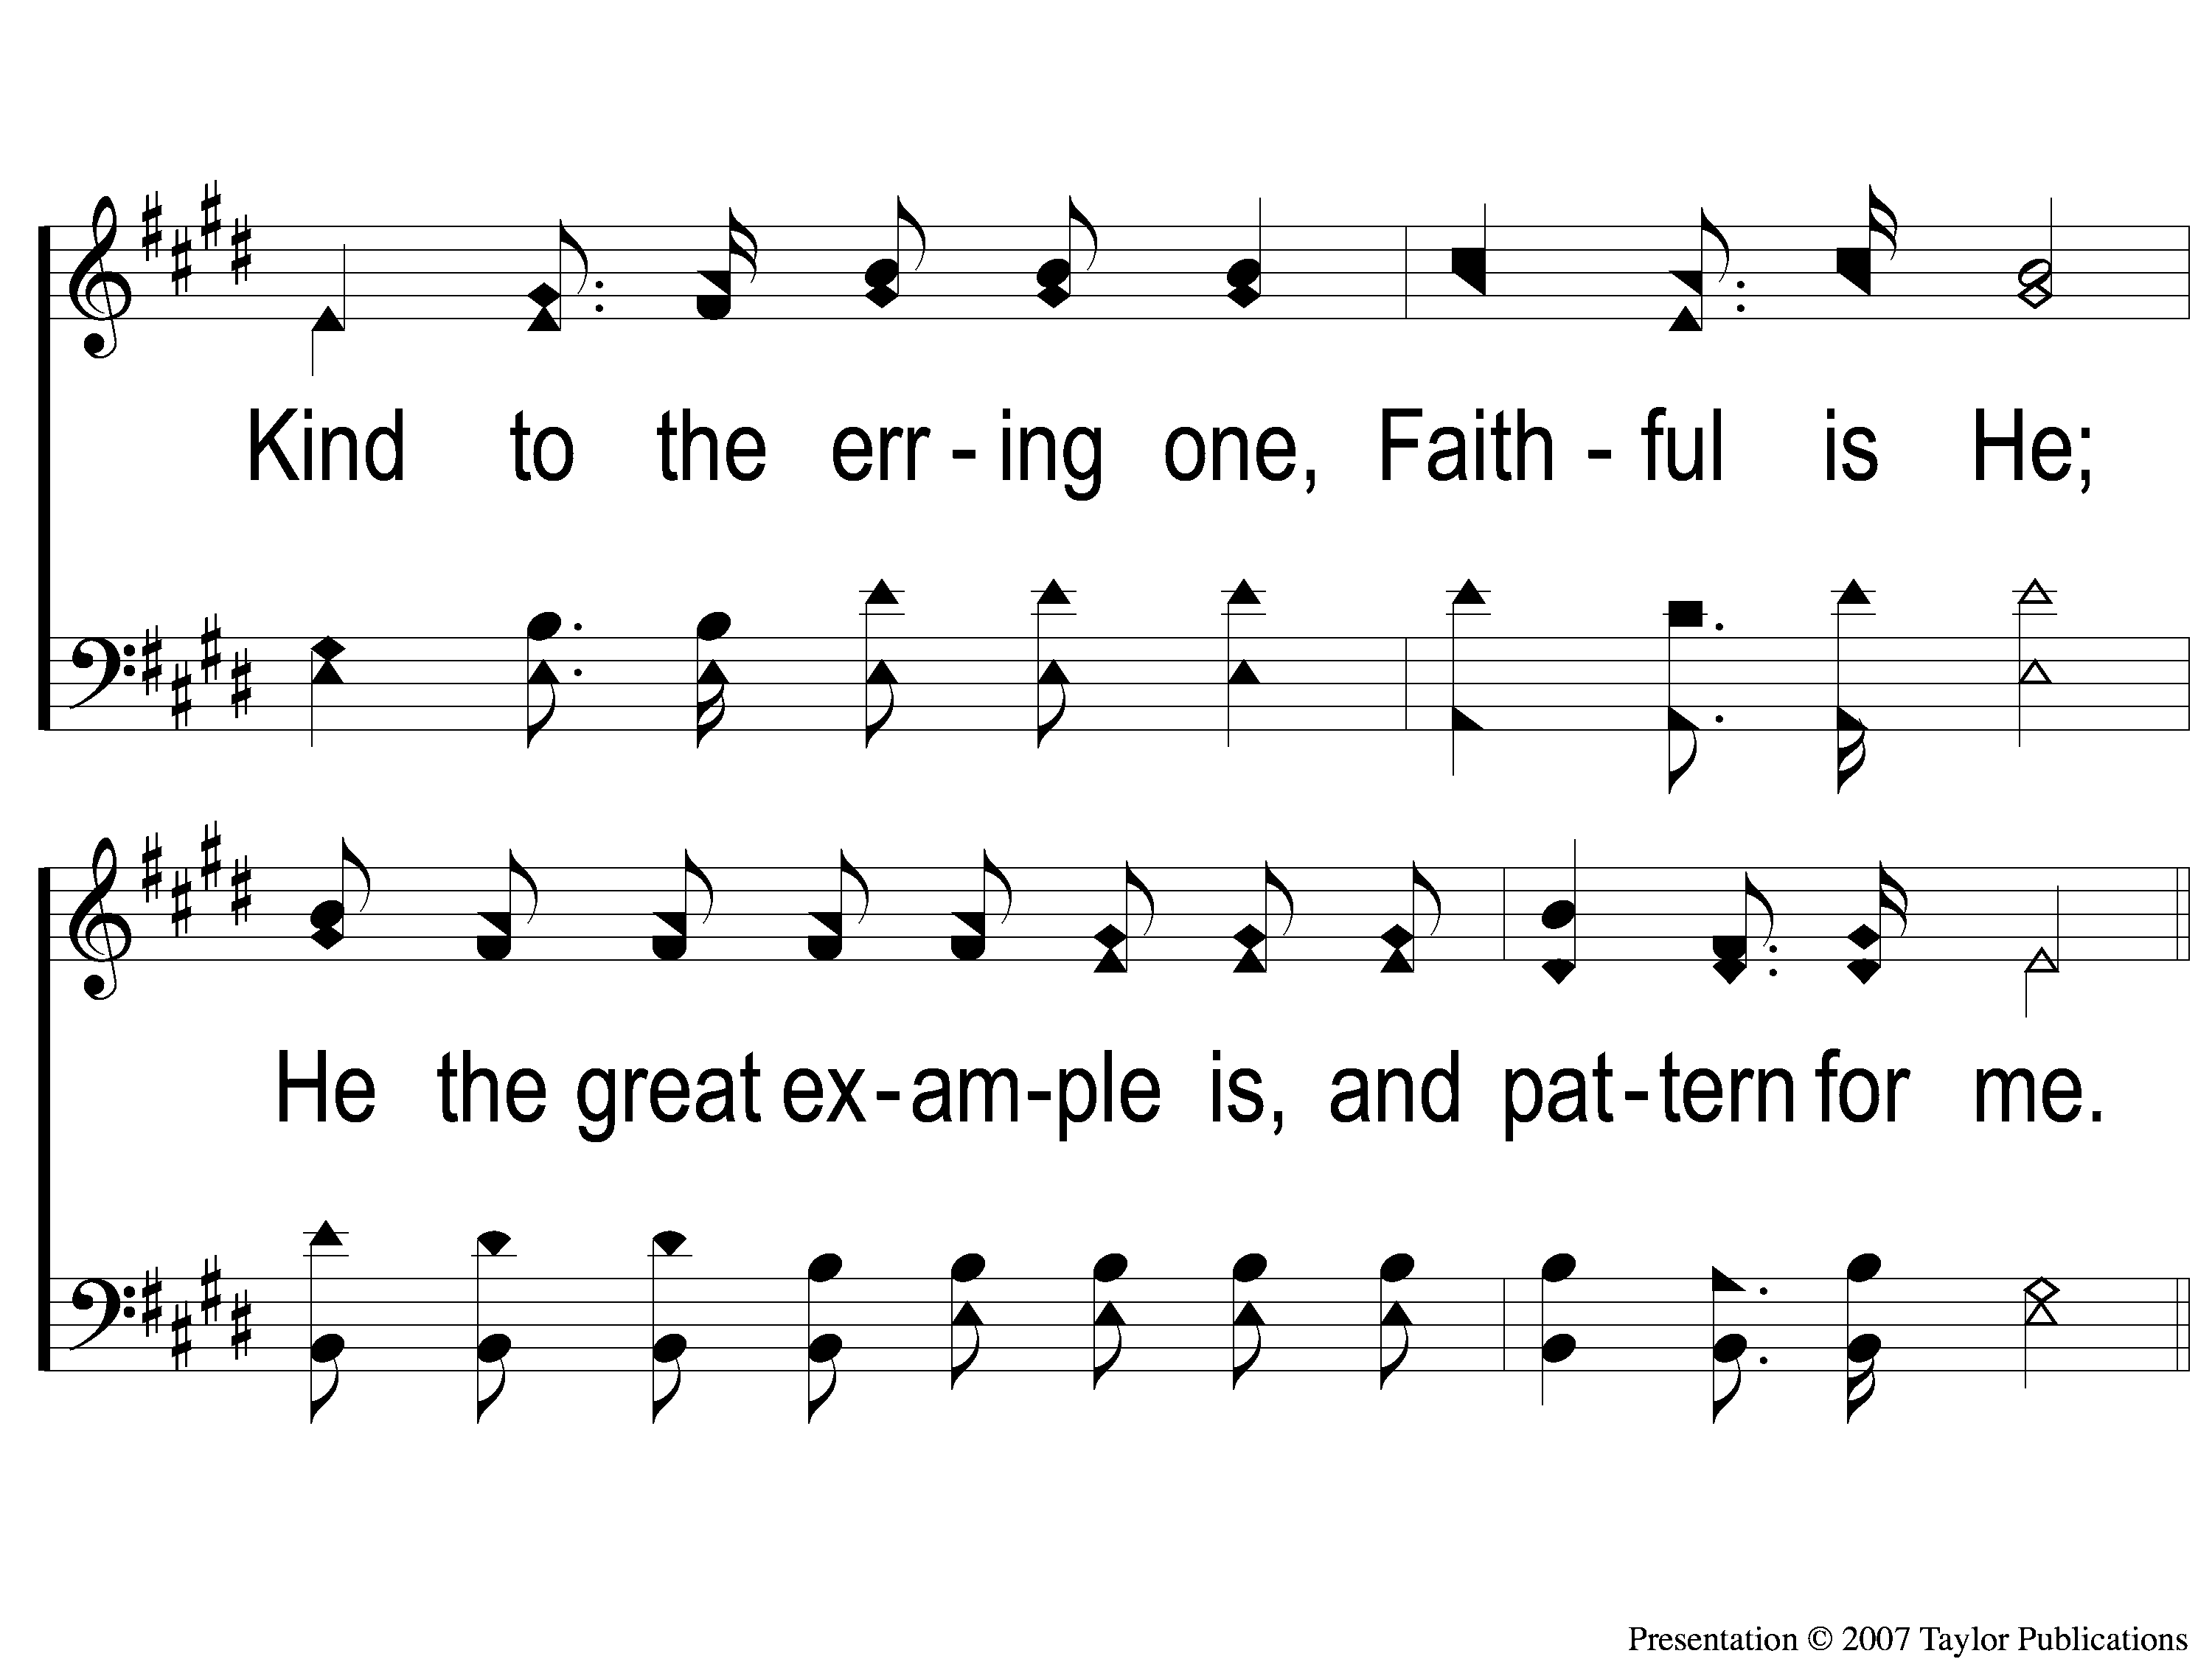 Kind to the err - ing one, Faith - ful is He;
He the great ex - am - ple is, and pat - tern for me.
Presentation © 2007 Taylor Publications